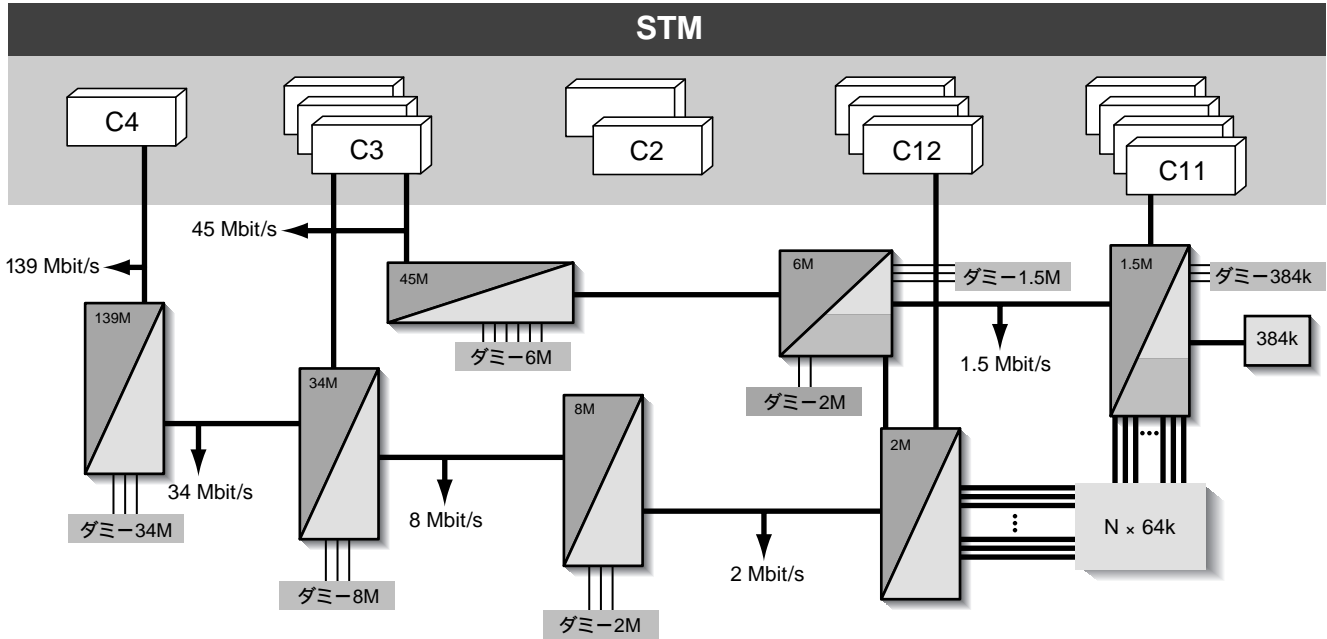 STM
C4
C3
C2
C12
C11
45 Mbit/s
139 Mbit/s
45M
6M
ダミー1.5M
1.5M
ダミー384k
139M
ダミー6M
1.5 Mbit/s
384k
34M
ダミー2M
8M
2M
34 Mbit/s
8 Mbit/s
ダミー34M
N × 64k
2 Mbit/s
ダミー8M
ダミー2M